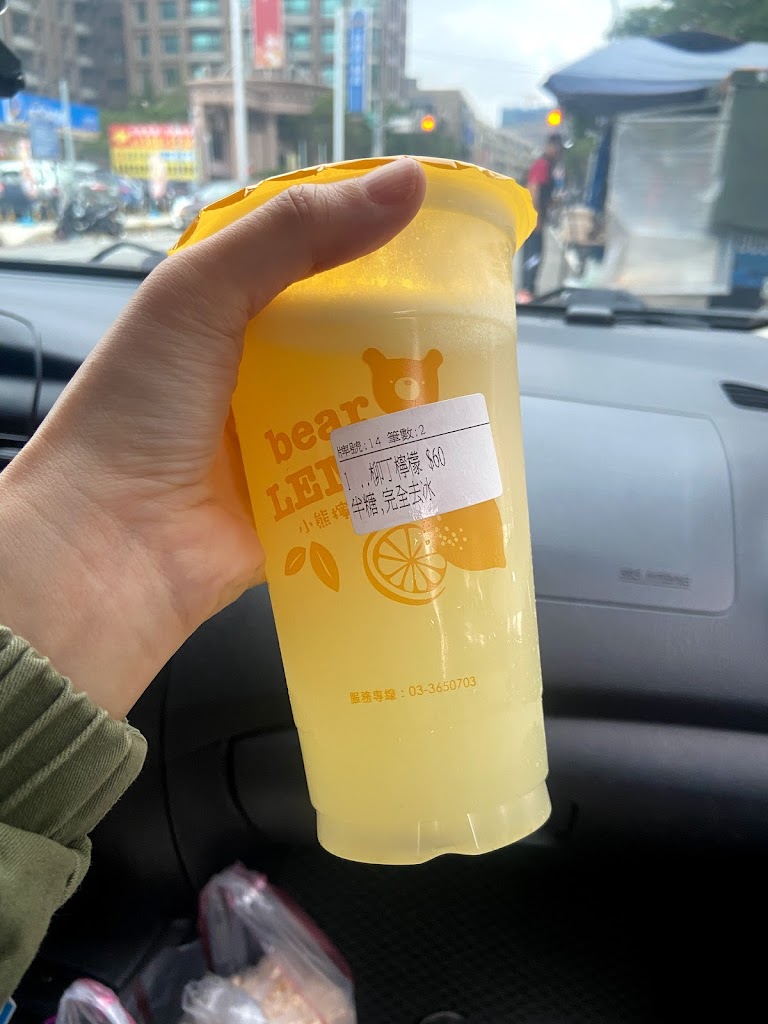 bear
LE
小熊檸
牌號:14 筆數:2
1 ..柳丁檸檬 $60
半糖,完全去冰
服務專線:03-3650703